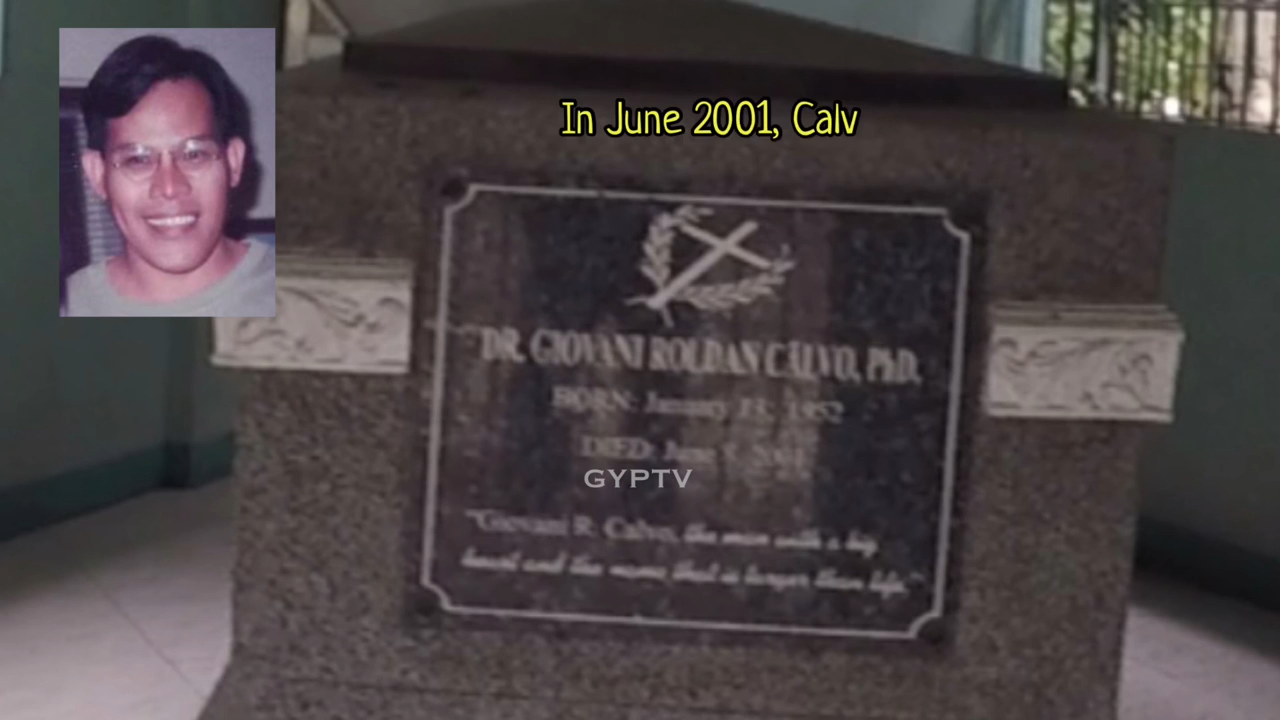 In June 2001, Calv
DR. GIOVANI ROLDAN CALVO, PhD.
BORN: January 1952
DIED: June
GYPTV
"Giovani R. Calvo, the man with a big
heart and the name that is larger than life."